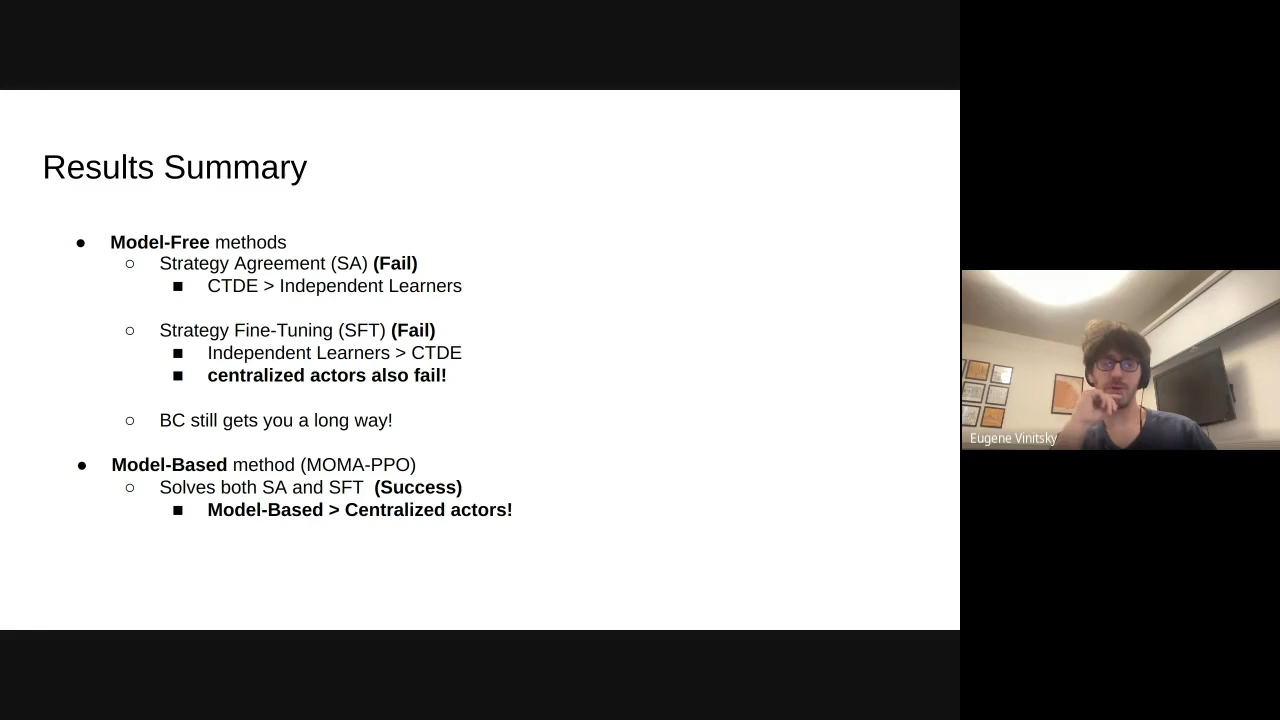 Results Summary
● Model-Free methods
○ Strategy Agreement (SA) (Fail)
■ CTDE > Independent Learners
○ Strategy Fine-Tuning (SFT) (Fail)
■ Independent Learners > CTDE
■ centralized actors also fail!
○ BC still gets you a long way!
● Model-Based method (MOMA-PPO)
○ Solves both SA and SFT (Success)
■ Model-Based > Centralized actors!
Eugene Vinitsky